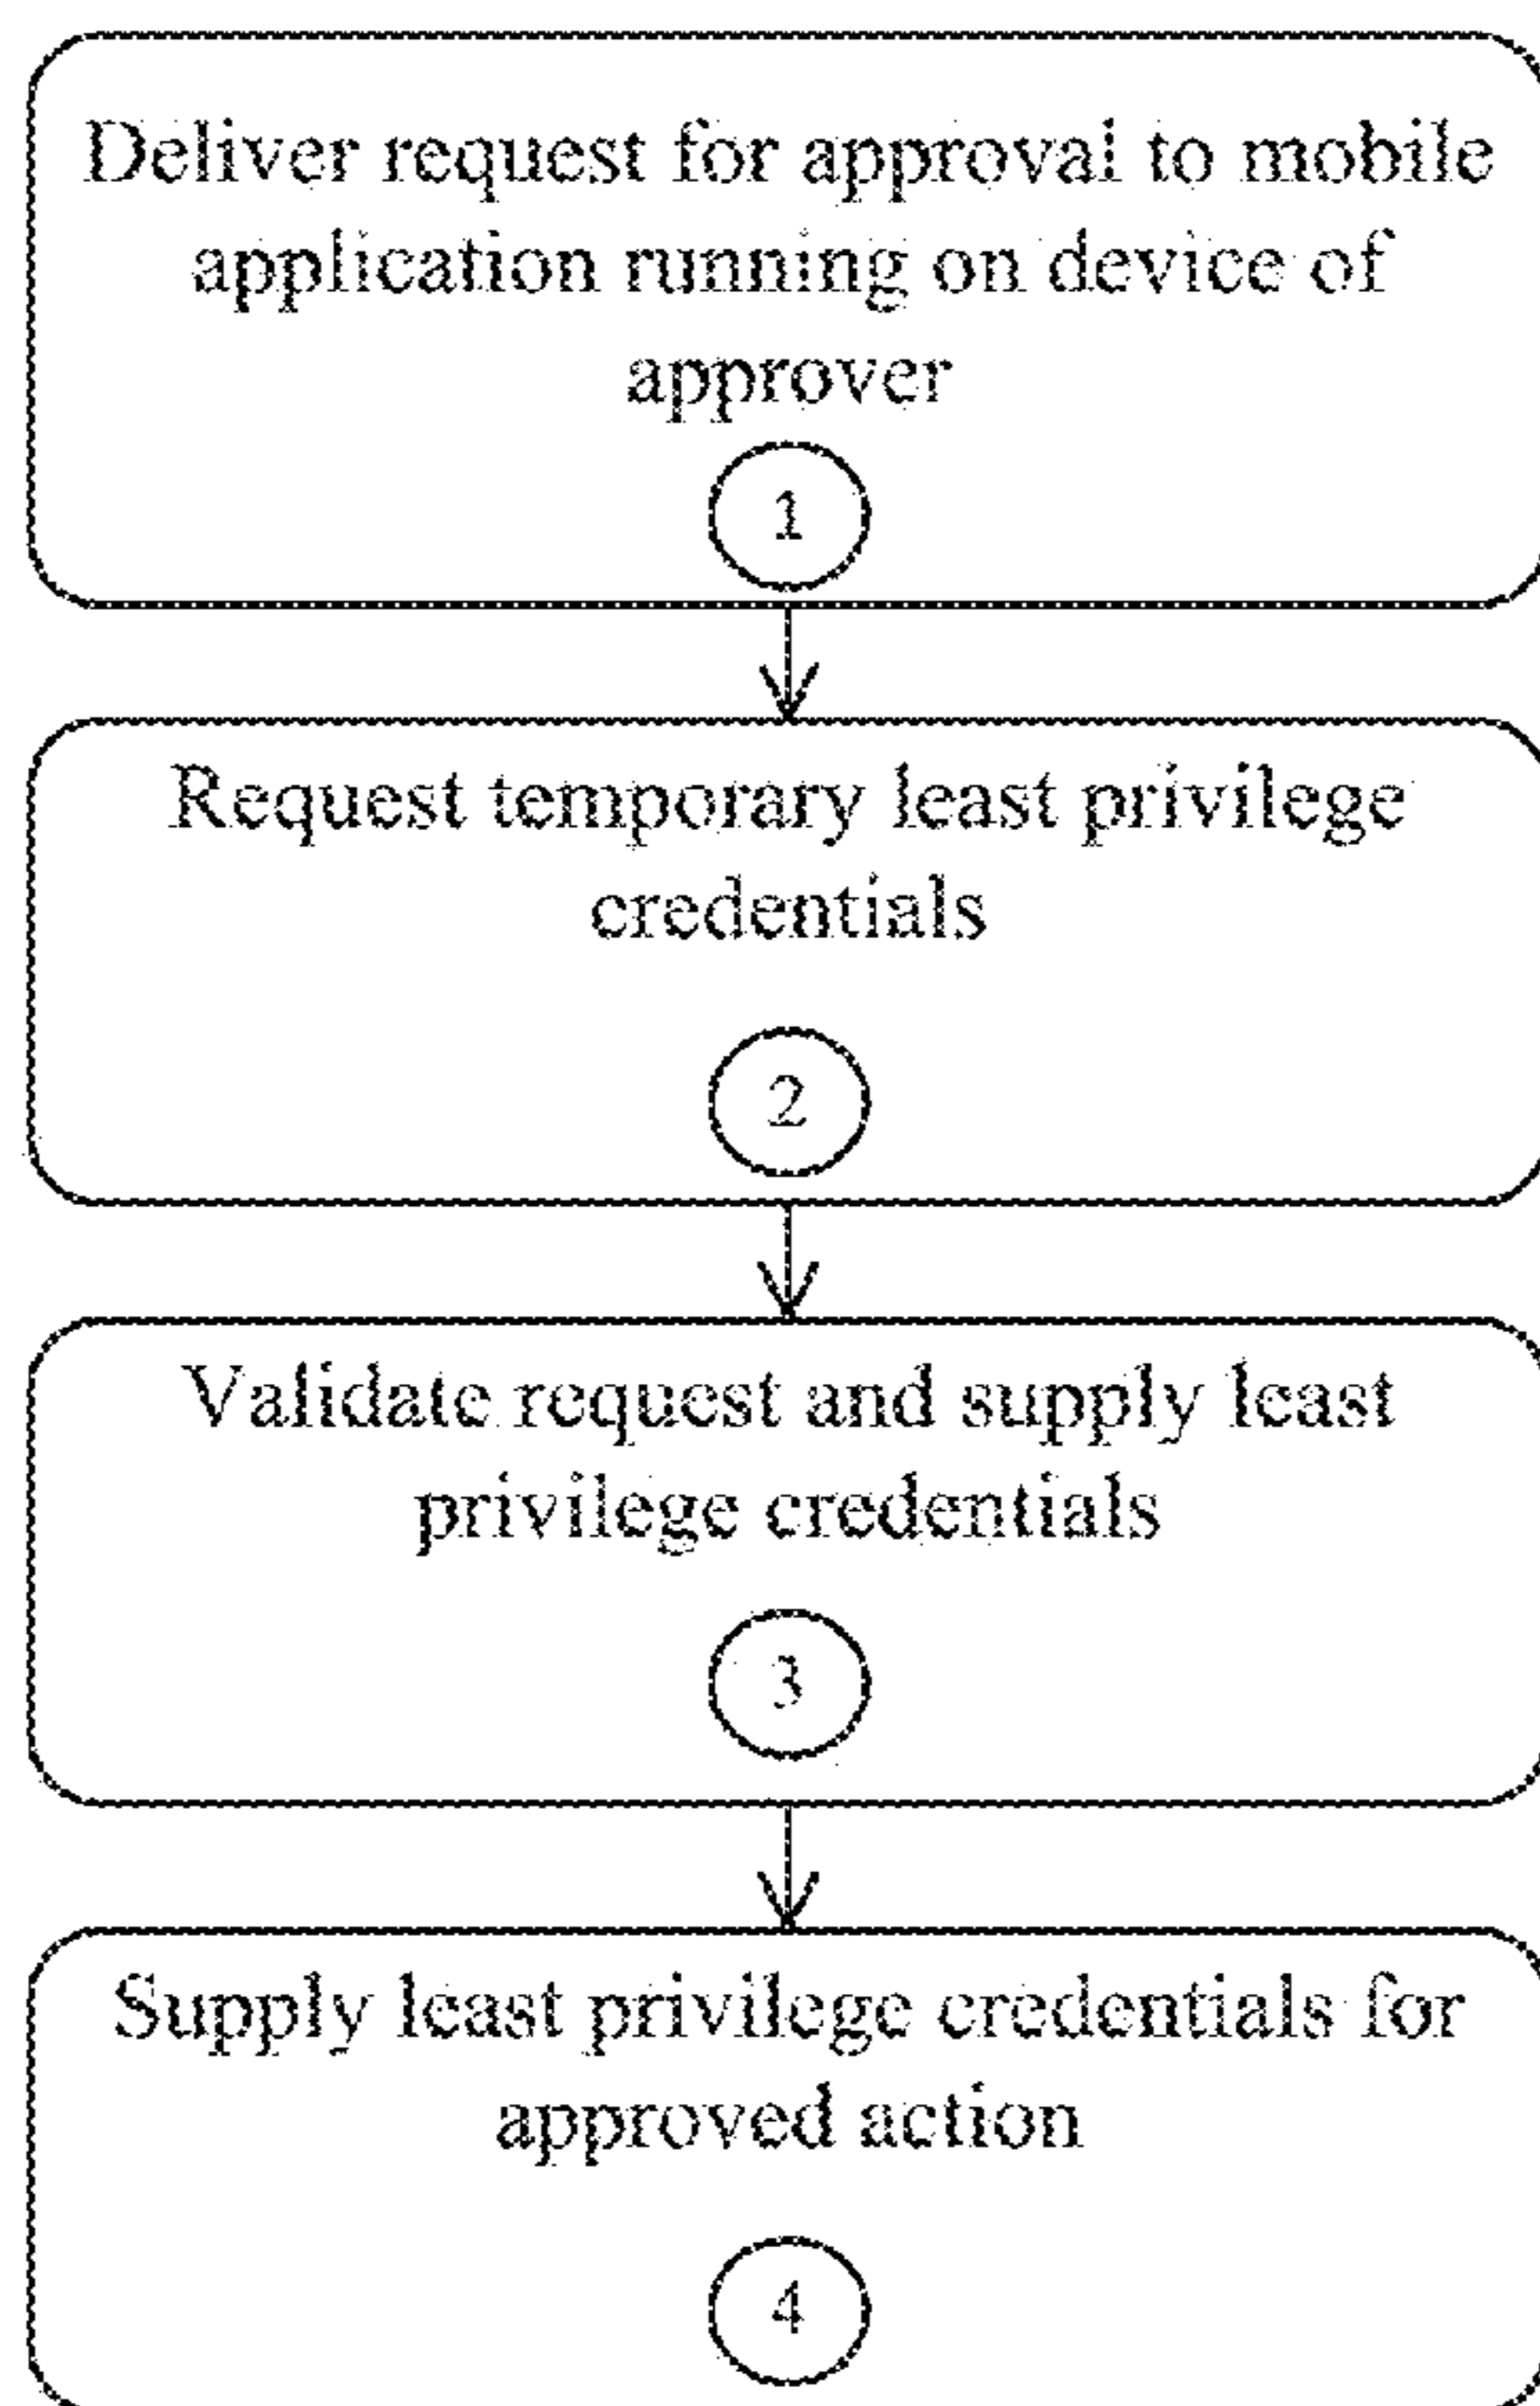 Deliver request for approval to mobile
application running on device of
approver
1
Request temporary least privilege
credentials
2
Validate request and supply least
privilege credentials
3
Supply least privilege credentials for
approved action
4